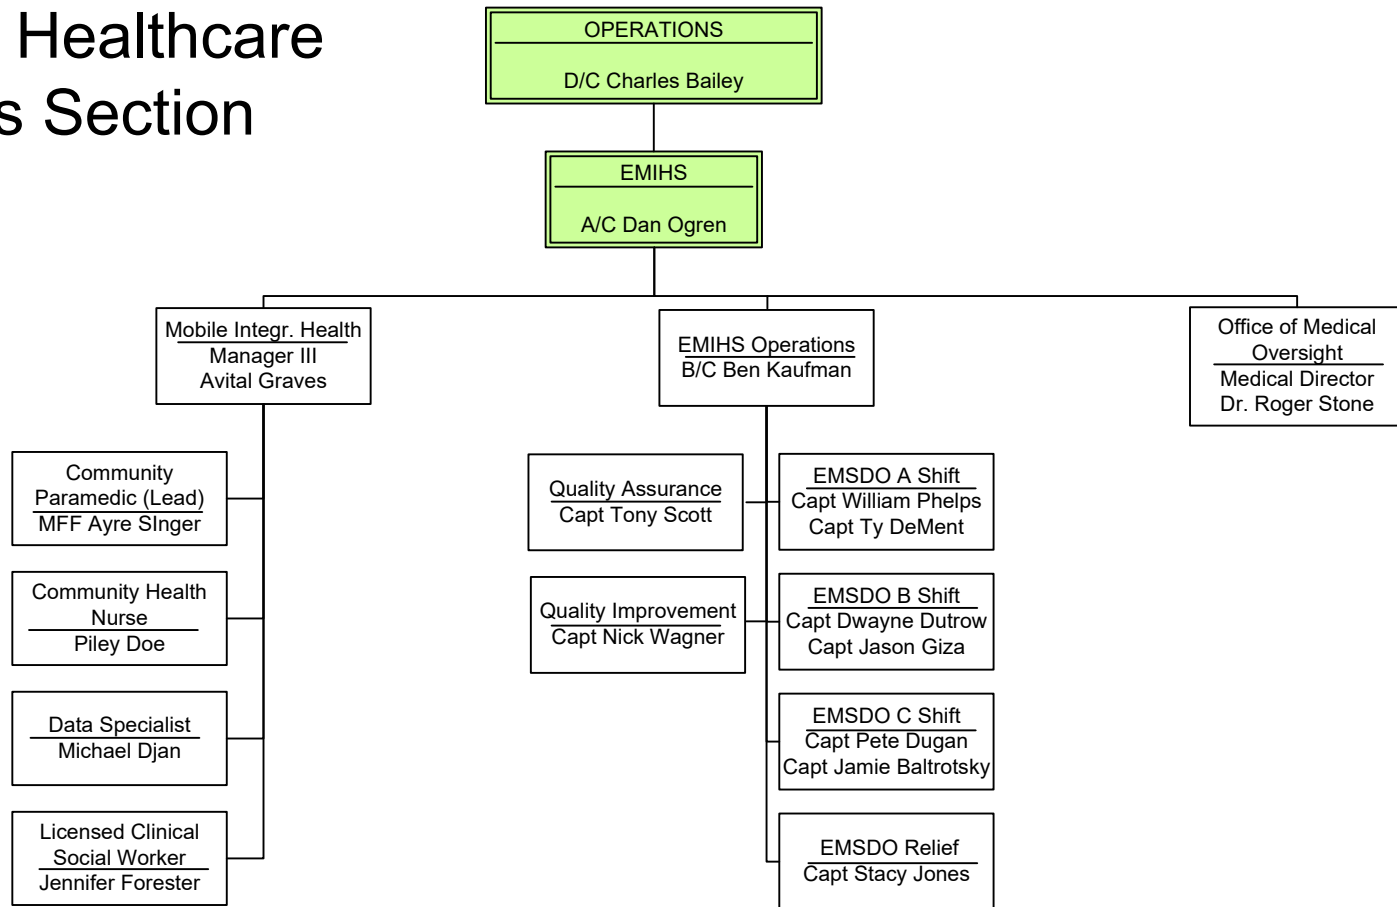 Healthcare
s Section
OPERATIONS
D/C Charles Bailey
EMIHS
A/C Dan Ogren
Mobile Integr. Health
Manager III
Avital Graves
EMIHS Operations
B/C Ben Kaufman
Office of Medical
Oversight
Medical Director
Dr. Roger Stone
Community
Paramedic (Lead)
MFF Ayre SInger
Community Health
Nurse
Piley Doe
Data Specialist
Michael Djan
Licensed Clinical
Social Worker
Jennifer Forester
Quality Assurance
Capt Tony Scott
Quality Improvement
Capt Nick Wagner
EMSDO A Shift
Capt William Phelps
Capt Ty DeMent
EMSDO B Shift
Capt Dwayne Dutrow
Capt Jason Giza
EMSDO C Shift
Capt Pete Dugan
Capt Jamie Baltrotsky
EMSDO Relief
Capt Stacy Jones